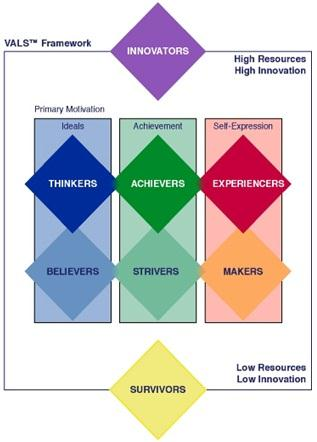 VALS™ Framework
INNOVATORS
High Resources
High Innovation
Primary Motivation
Ideals
Achievement
Self-Expression
THINKERS
ACHIEVERS
EXPERIENCERS
BELIEVERS
STRIVERS
MAKERS
Low Resources
Low Innovation
SURVIVORS